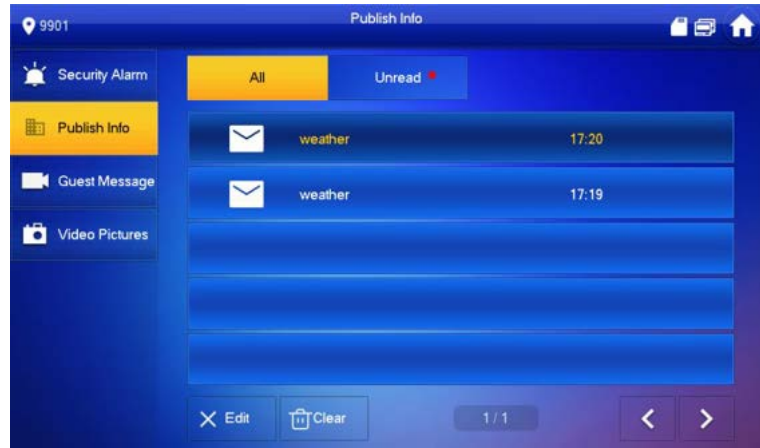 9901
Publish Info
Security Alarm
Publish Info
Guest Message
Video Pictures
All
Unread
weather 17:20
weather 17:19
Edit
Clear
1 / 1